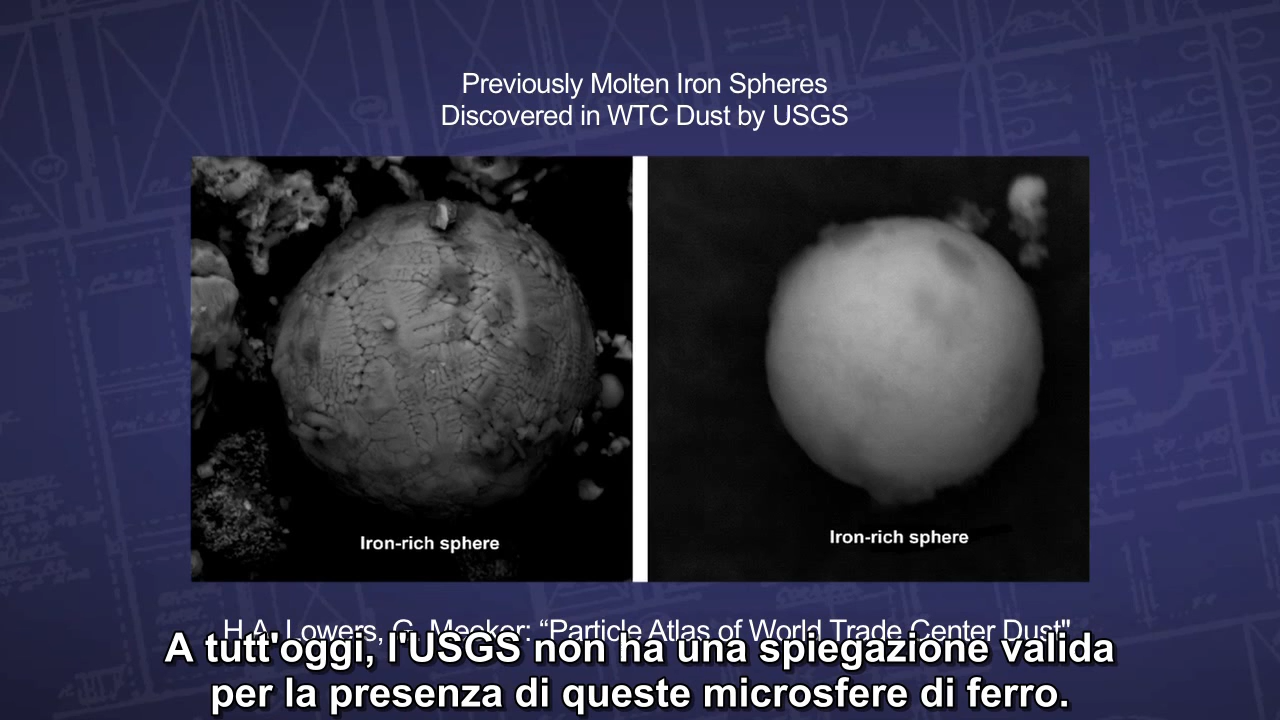 Previously Molten Iron Spheres
Discovered in WTC Dust by USGS
Iron-rich sphere
Iron-rich sphere
H.A. Lowers, G. Meeker: “Particle Atlas of World Trade Center Dust"
A tutt'oggi, l'USGS non ha una spiegazione valida
per la presenza di queste microsfere di ferro.